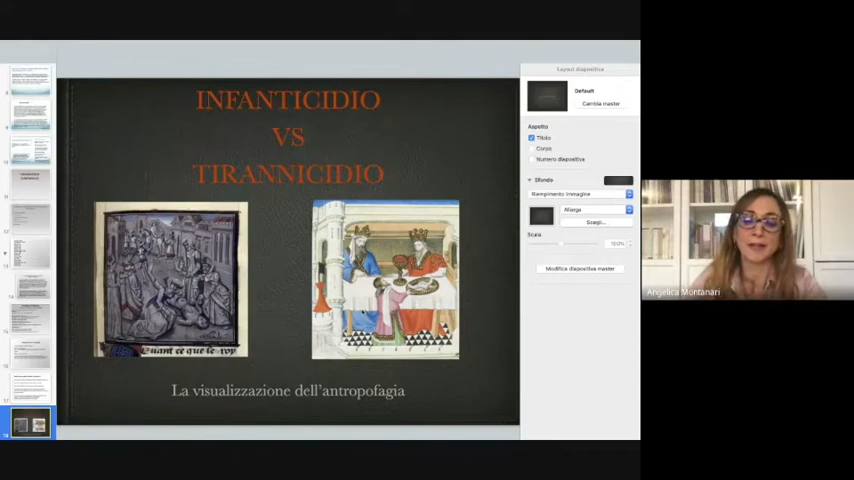 INFANTICIDIO
VS
TIRANNICIDIO
uant ce que le roy
La visualizzazione dell'antropofagia
Layout diapositiva
Default
Cambia master
Aspetto
Titolo
Corpo
Numero diapositiva
Sfondo
Riempimento immagine
Allarga
Scegli...
Scala
100%
Modifica diapositiva master
Angelica Montanari